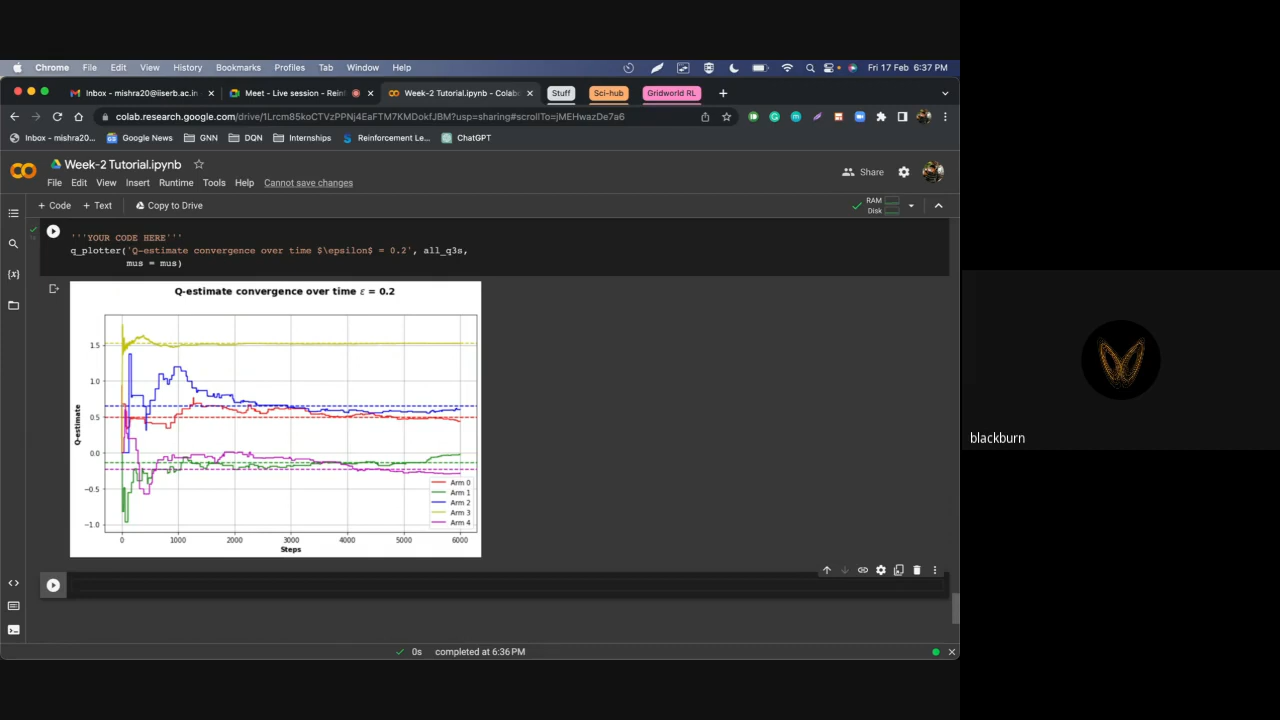 Chrome File Edit View History Bookmarks Profiles Tab Window Help Fri 17 Feb 6:37 PM
Inbox - mishra20@iiserb.ac.in Meet - Live session - Rein Week-2 Tutorial.ipynb - Colab Stuff Sci-hub Gridworld RL
colab.research.google.com/drive/1Lrcm85koCTVzPPNj4EaFTM7KMDokfJBM?usp=sharing#scrollTo=jMEHwazDe7a6
Inbox - mishra20... Google News GNN DQN Internships Reinforcement Le... ChatGPT
Week-2 Tutorial.ipynb
File Edit View Insert Runtime Tools Help Cannot save changes
Share
+ Code + Text Copy to Drive
RAM
Disk
'''YOUR CODE HERE'''
q_plotter('Q-estimate convergence over time $\epsilon$ = 0.2', all_q3s,
mus = mus)
Q-estimate convergence over time ε = 0.2
1.5
1.0
0.5
0.0
−0.5
−1.0
Q-estimate
Arm 0
Arm 1
Arm 2
Arm 3
Arm 4
0 1000 2000 3000 4000 5000 6000
Steps
0s completed at 6:36 PM
blackburn